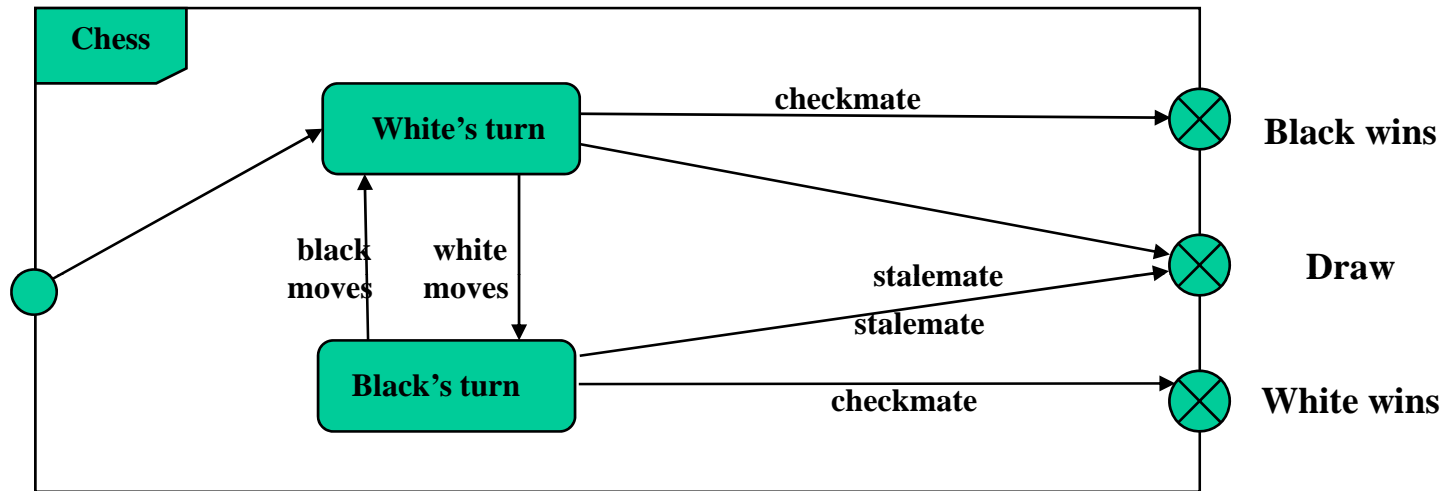 Chess
White’s turn
checkmate
Black wins
black
moves
white
moves
stalemate
Draw
stalemate
Black’s turn
checkmate
White wins